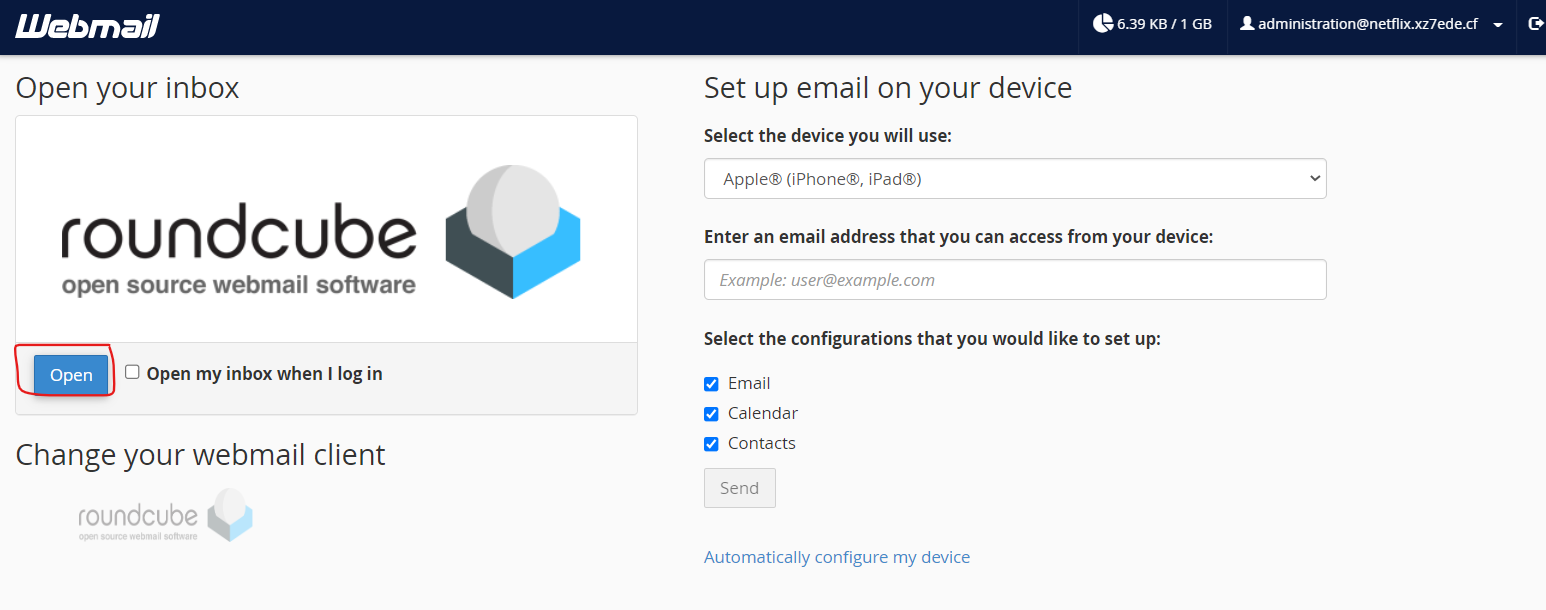 Webmail
6.39 KB / 1 GB
administration@netflix.xz7ede.cf
Open your inbox
roundcube
open source webmail software
Open
Open my inbox when I log in
Change your webmail client
roundcube
open source webmail software
Set up email on your device
Select the device you will use:
Apple® (iPhone®, iPad®)
Enter an email address that you can access from your device:
Example: user@example.com
Select the configurations that you would like to set up:
Email
Calendar
Contacts
Send
Automatically configure my device